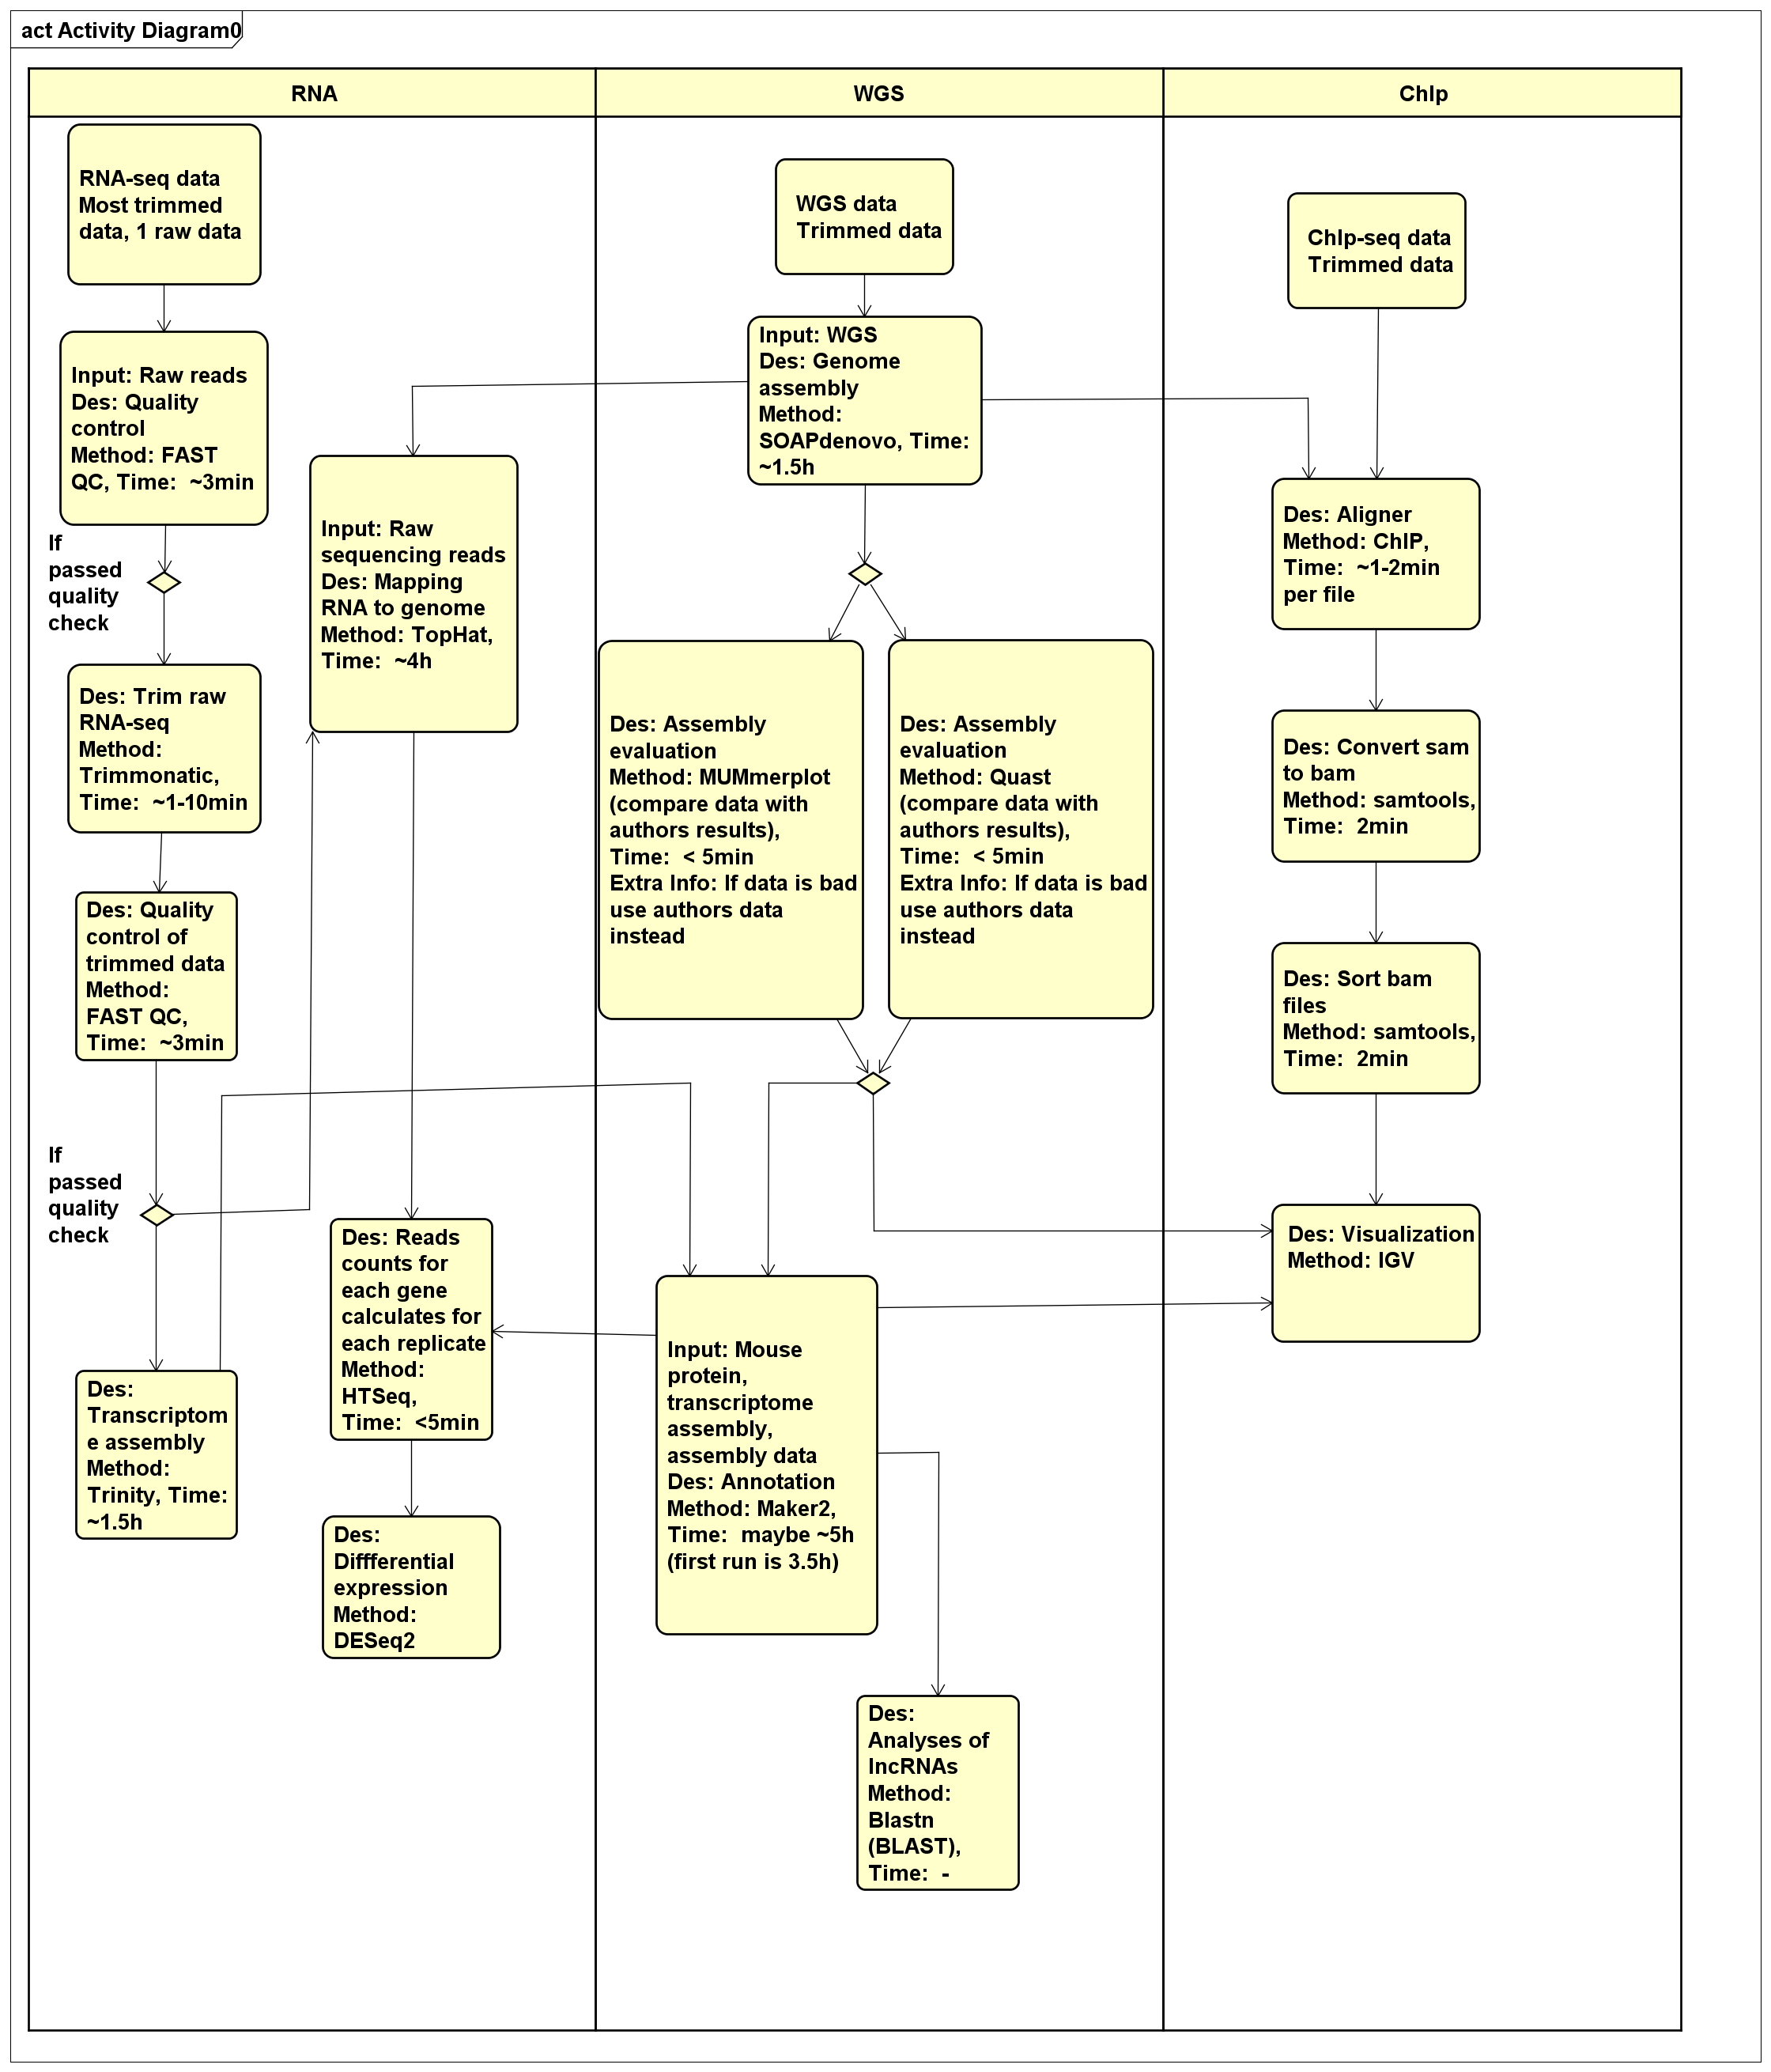 act Activity Diagram0
RNA
WGS
ChIp
RNA-seq data
Most trimmed
data, 1 raw data
Input: Raw reads
Des: Quality
control
Method: FAST
QC, Time:  ~3min
If
passed
quality
check
Des: Trim raw
RNA-seq
Method:
Trimmonatic,
Time:  ~1-10min
Des: Quality
control of
trimmed data
Method:
FAST QC,
Time:  ~3min
If
passed
quality
check
Des:
Transcriptom
e assembly
Method:
Trinity, Time:
~1.5h
Input: Raw
sequencing reads
Des: Mapping
RNA to genome
Method: TopHat,
Time:  ~4h
Des: Reads
counts for
each gene
calculates for
each replicate
Method:
HTSeq,
Time:  <5min
Des:
Diffferential
expression
Method:
DESeq2
WGS data
Trimmed data
Input: WGS
Des: Genome
assembly
Method:
SOAPdenovo, Time:
~1.5h
Des: Assembly
evaluation
Method: MUMmerplot
(compare data with
authors results),
Time:  < 5min
Extra Info: If data is bad
use authors data
instead
Des: Assembly
evaluation
Method: Quast
(compare data with
authors results),
Time:  < 5min
Extra Info: If data is bad
use authors data
instead
Input: Mouse
protein,
transcriptome
assembly,
assembly data
Des: Annotation
Method: Maker2,
Time:  maybe ~5h
(first run is 3.5h)
Des:
Analyses of
lncRNAs
Method:
Blastn
(BLAST),
Time:  -
ChIp-seq data
Trimmed data
Des: Aligner
Method: ChIP,
Time:  ~1-2min
per file
Des: Convert sam
to bam
Method: samtools,
Time:  2min
Des: Sort bam
files
Method: samtools,
Time:  2min
Des: Visualization
Method: IGV